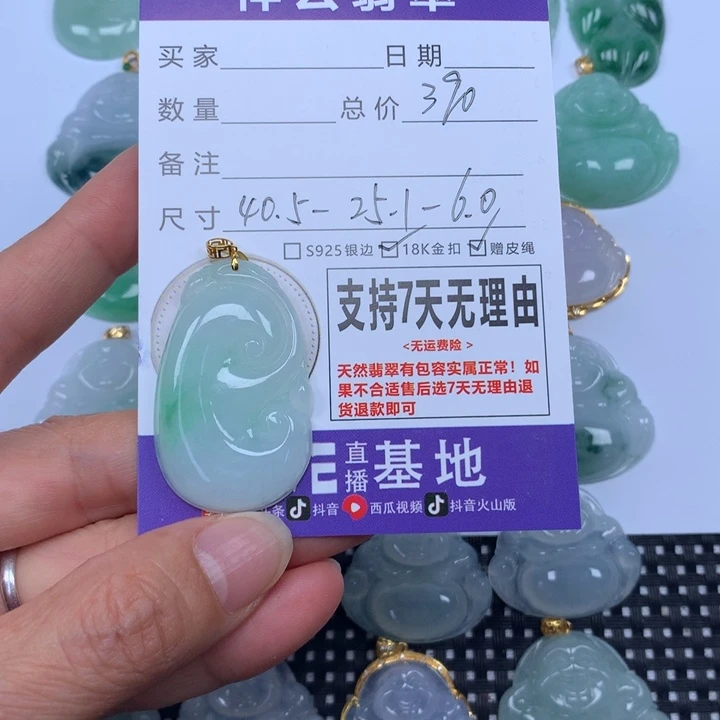 买家 日期
数量 总价 390
备注
尺寸 40.5-25.1-6.0
S925银边 18K金扣 赠皮绳
支持7天无理由
<无运费险>
天然翡翠有包容实属正常！如
果不合适售后选7天无理由退
货退款即可
E直播基地
条 抖音 西瓜视频 抖音火山版